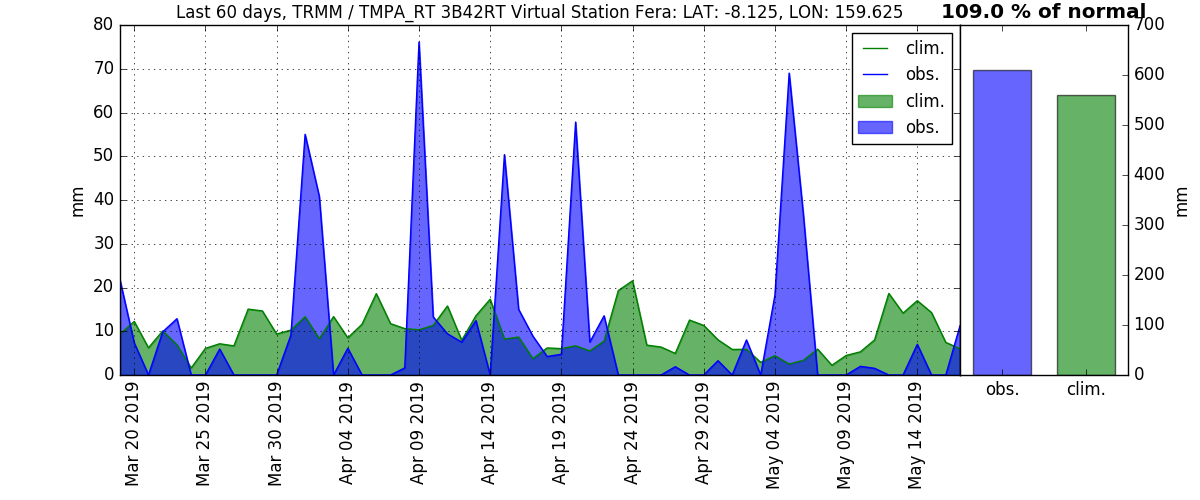 Last 60 days, TRMM / TMPA_RT 3B42RT Virtual Station Fera: LAT: -8.125, LON: 159.625
109.0 % of normal
mm
80
70
60
50
40
30
20
10
0
clim.
obs.
clim.
obs.
700
600
500
400
300
200
100
0
mm
Mar 20 2019
Mar 25 2019
Mar 30 2019
Apr 04 2019
Apr 09 2019
Apr 14 2019
Apr 19 2019
Apr 24 2019
Apr 29 2019
May 04 2019
May 09 2019
May 14 2019
obs.
clim.